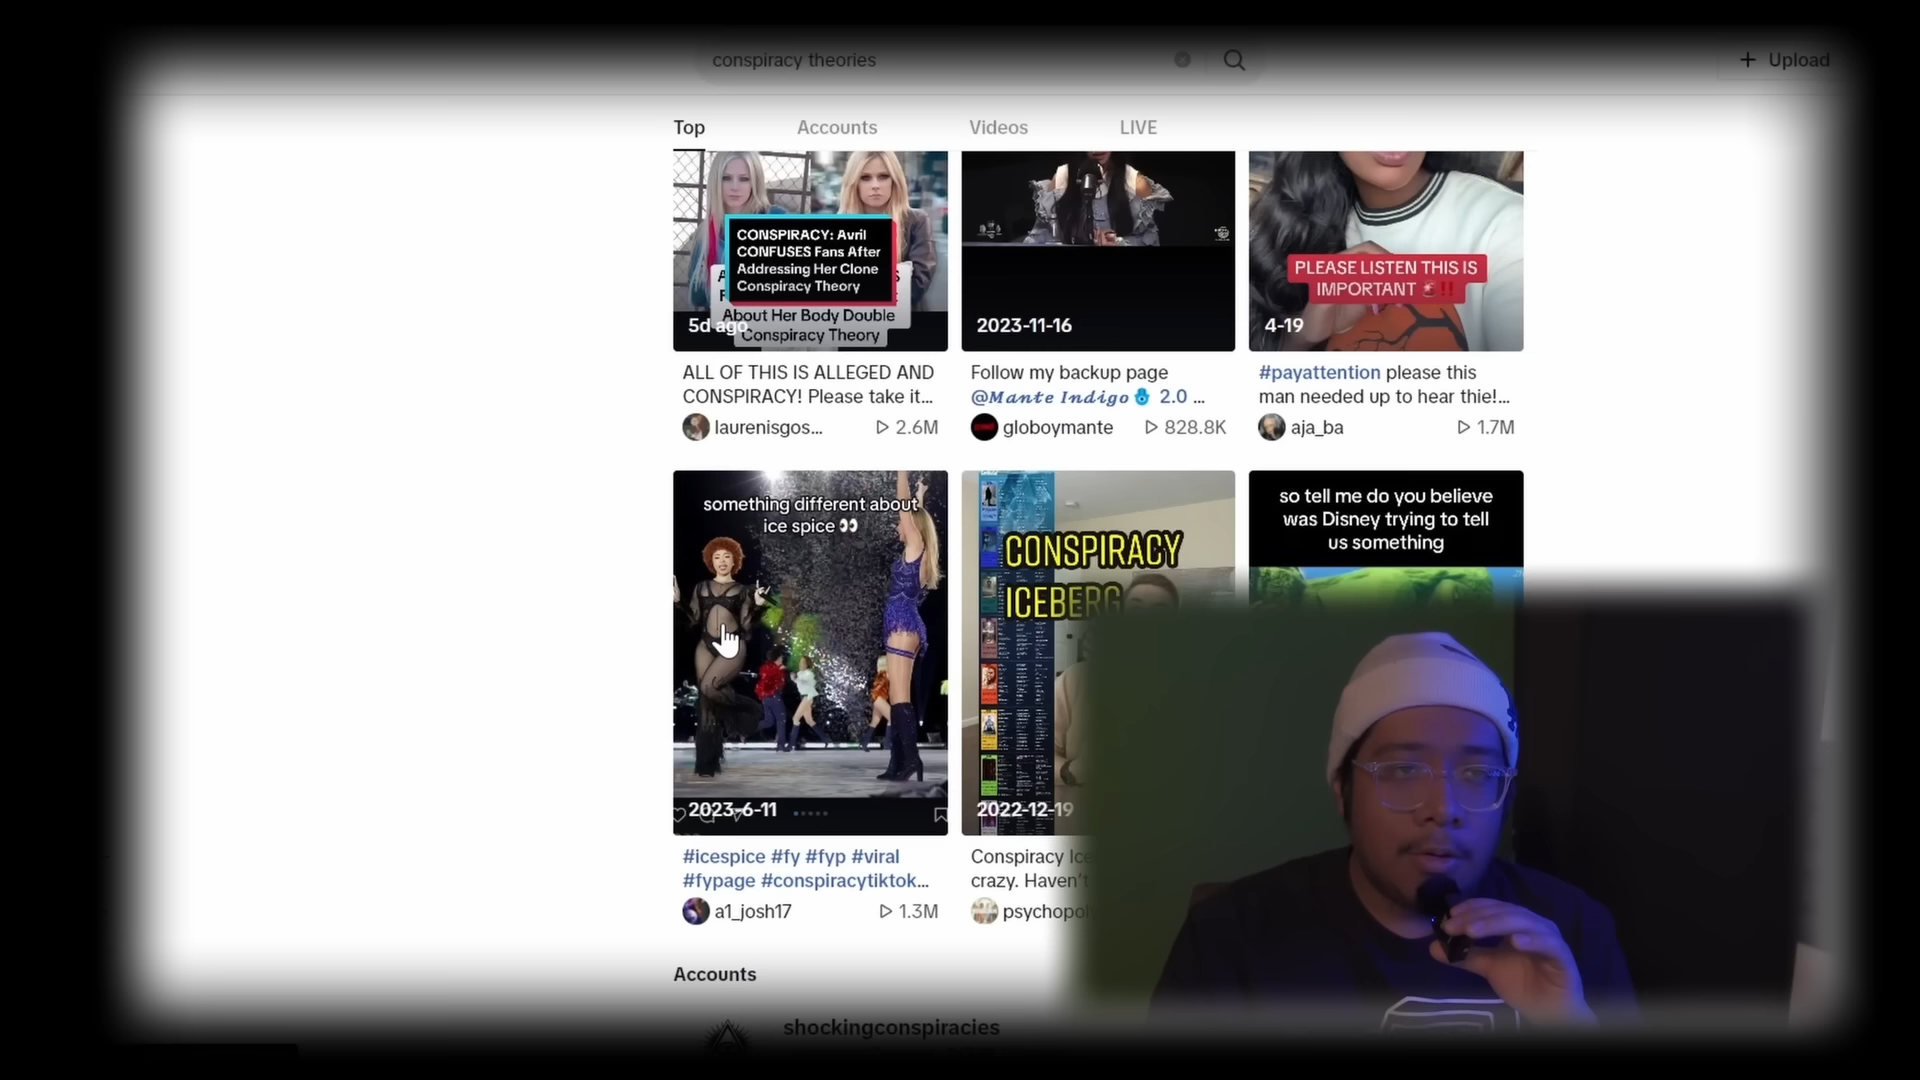 conspiracy theories
+ Upload
Top
Accounts
Videos
LIVE
CONSPIRACY: Avril
CONFUSES Fans After
Addressing Her Clone
Conspiracy Theory
About Her Body Double
Conspiracy Theory
5d ago
2023-11-16
PLEASE LISTEN THIS IS
IMPORTANT 🚨‼️
4-19
ALL OF THIS IS ALLEGED AND
CONSPIRACY! Please take it...
laurenisgos...
2.6M
Follow my backup page
@Mante Indigo 2.0 ...
globoymante
828.8K
#payattention please this
man needed up to hear thie!...
aja_ba
1.7M
something different about
ice spice 👀
2023-6-11
CONSPIRACY
ICEBERG
2022-12-19
so tell me do you believe
was Disney trying to tell
us something
#icespice #fy #fyp #viral
#fypage #conspiracytiktok...
a1_josh17
1.3M
Conspiracy Ice
crazy. Haven't
psychopol
Accounts
shockingconspiracies